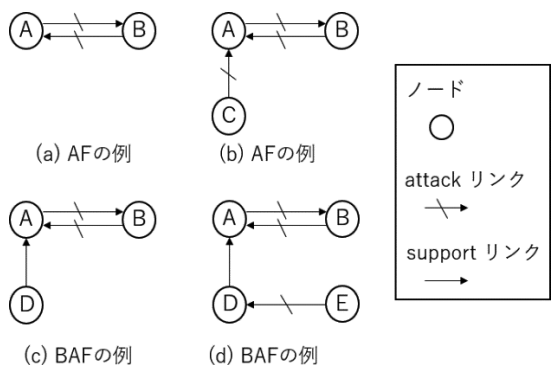 A B
A B
C
(a) AFの例
(b) AFの例
A B
D
(c) BAFの例
A B
D E
(d) BAFの例
ノード
attack リンク
support リンク